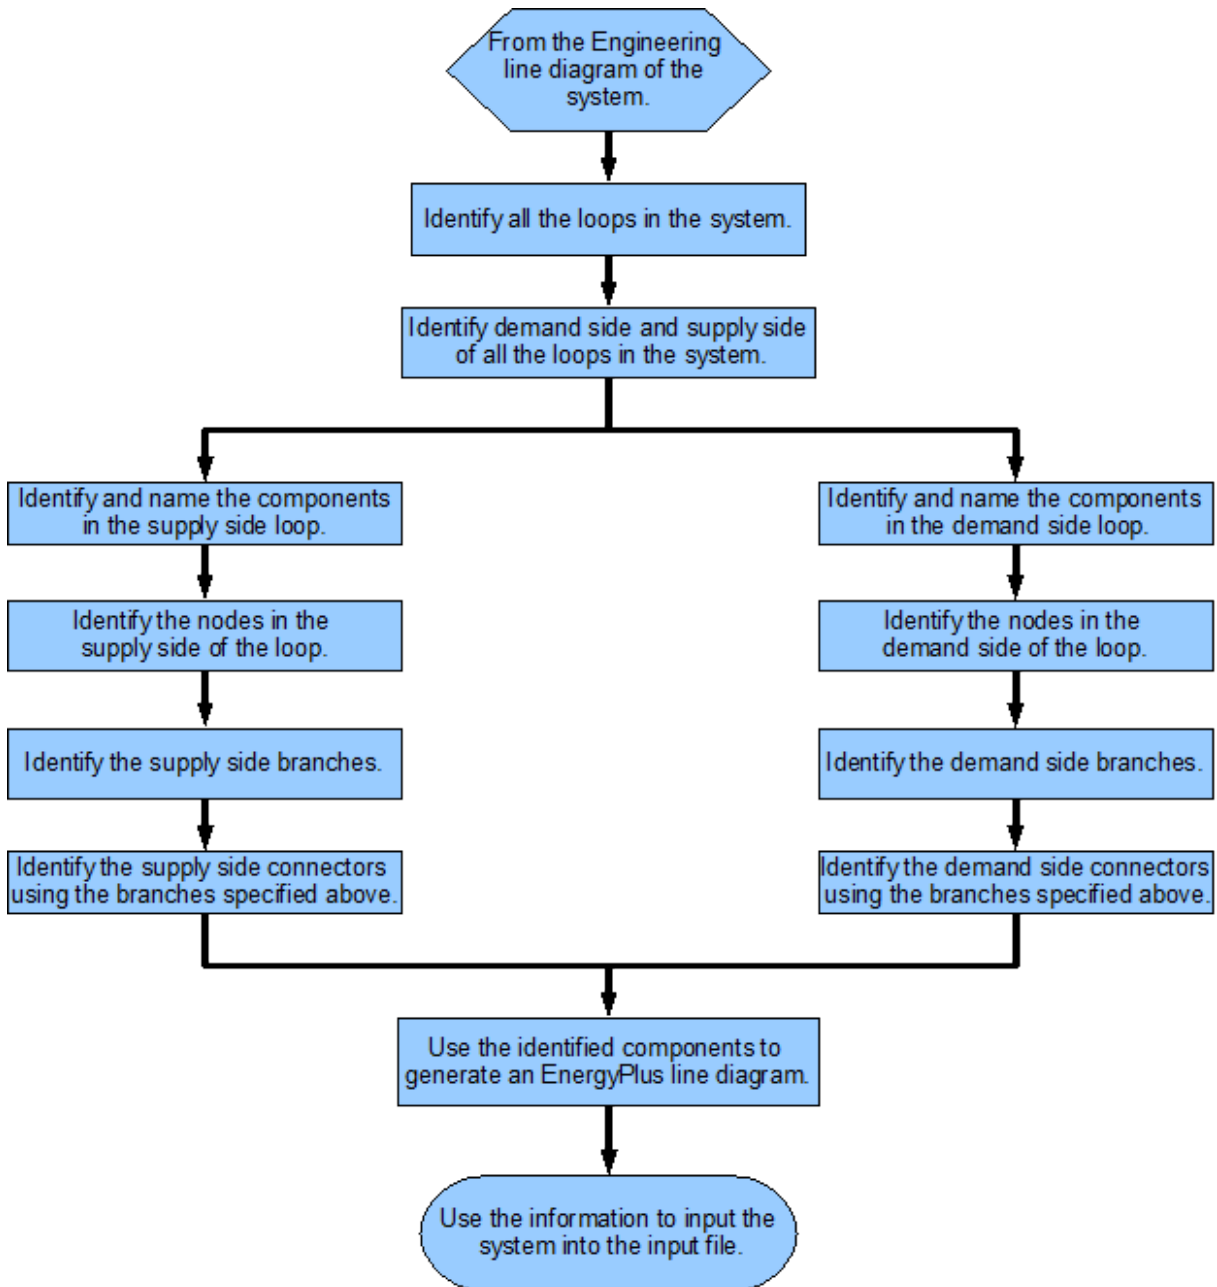 From the Engineering
line diagram of the
system.
Identify all the loops in the system.
Identify demand side and supply side
of all the loops in the system.
Identify and name the components
in the supply side loop.
Identify the nodes in the
supply side of the loop.
Identify the supply side branches.
Identify the supply side connectors
using the branches specified above.
Identify and name the components
in the demand side loop.
Identify the nodes in the
demand side of the loop.
Identify the demand side branches.
Identify the demand side connectors
using the branches specified above.
Use the identified components to
generate an EnergyPlus line diagram.
Use the information to input the
system into the input file.